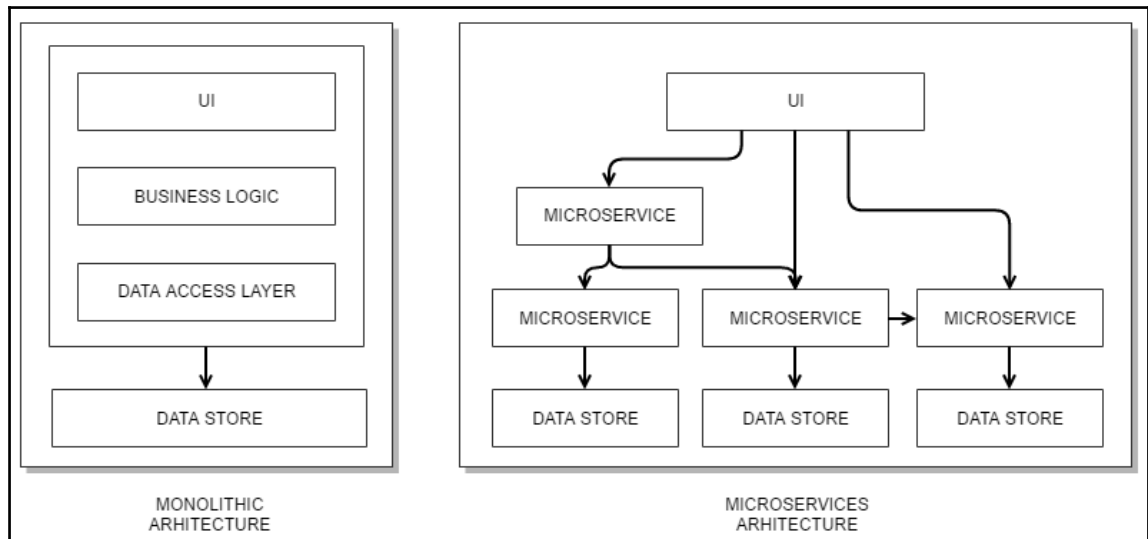 UI
BUSINESS LOGIC
DATA ACCESS LAYER
DATA STORE
MONOLITHIC
ARHITECTURE
UI
MICROSERVICE
MICROSERVICE
MICROSERVICE
MICROSERVICE
DATA STORE
DATA STORE
DATA STORE
MICROSERVICES
ARHITECTURE